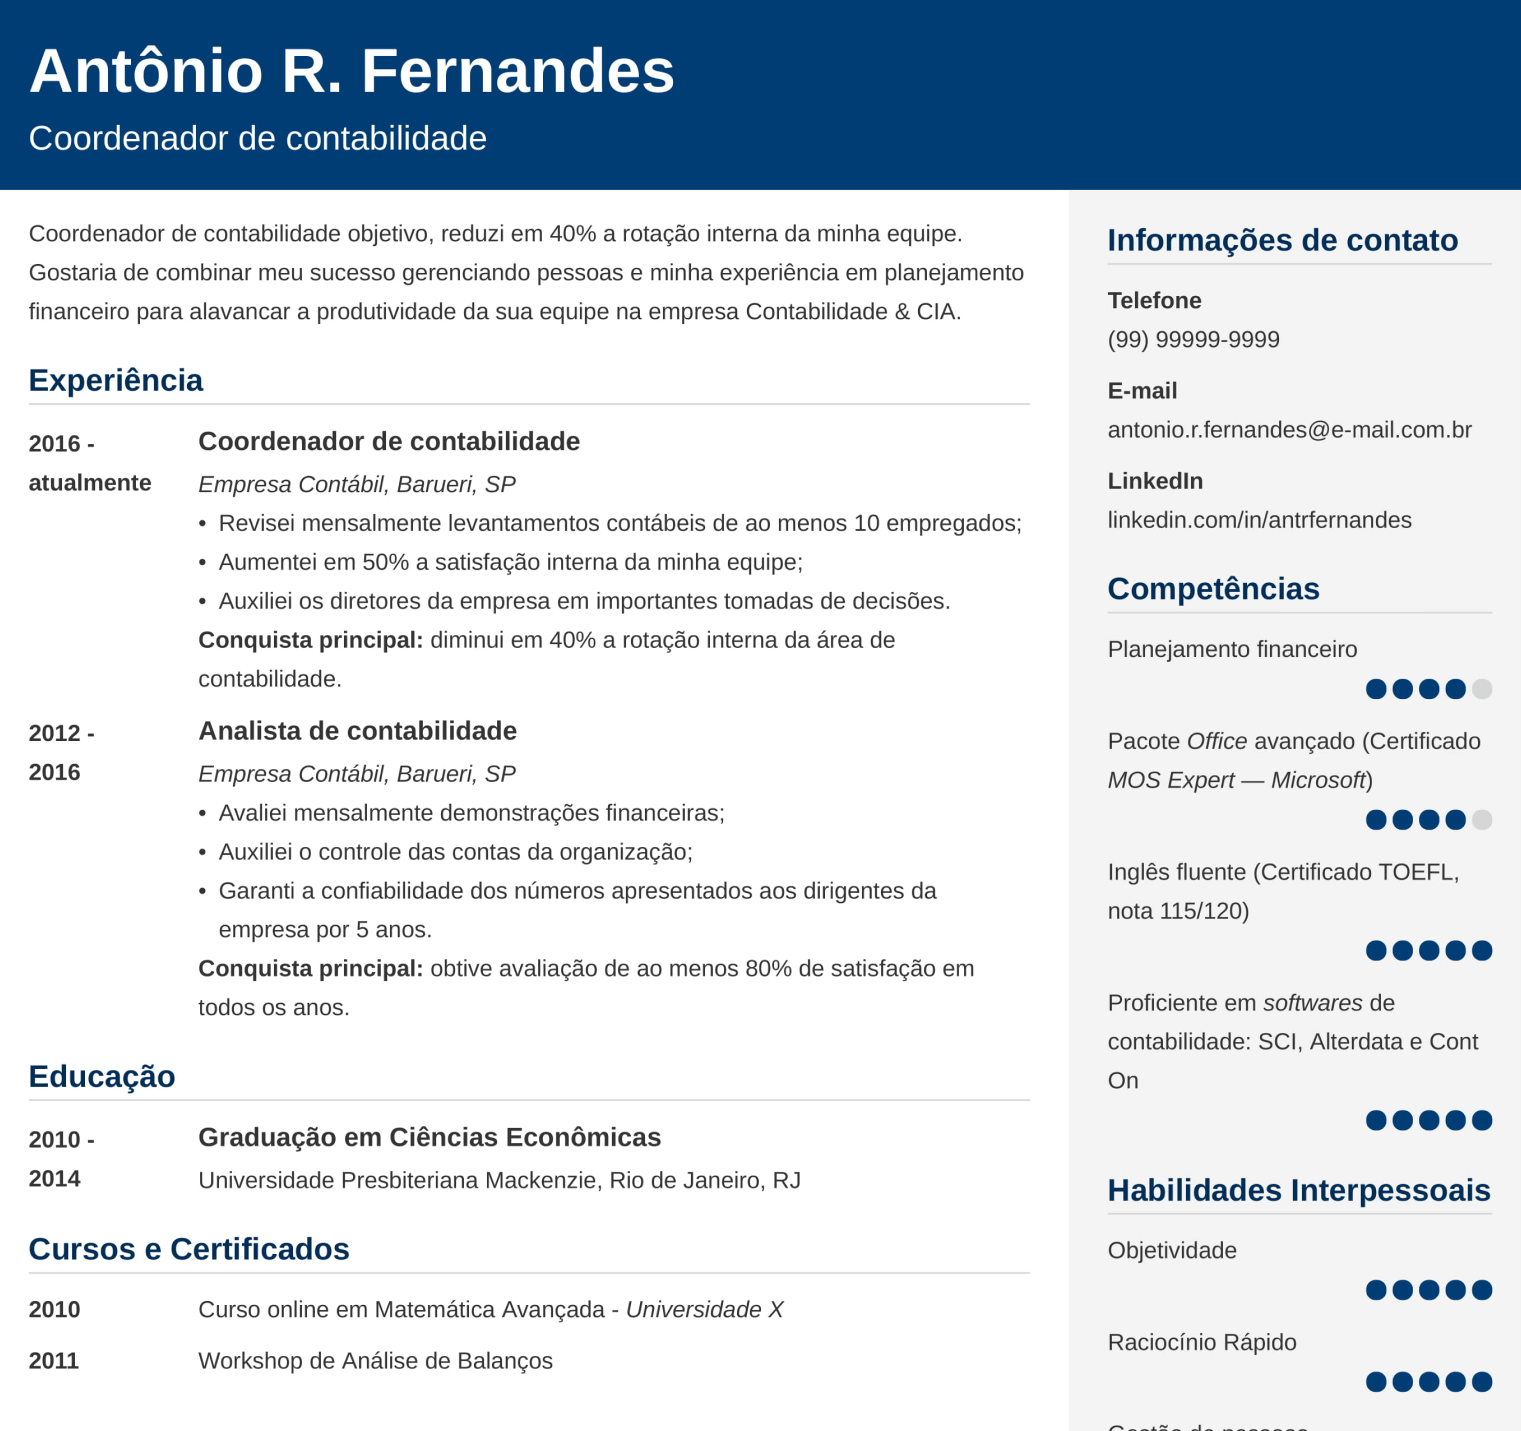 Antônio R. Fernandes
Coordenador de contabilidade
Coordenador de contabilidade objetivo, reduzi em 40% a rotação interna da minha equipe.
Gostaria de combinar meu sucesso gerenciando pessoas e minha experiência em planejamento
financeiro para alavancar a produtividade da sua equipe na empresa Contabilidade & CIA.
Experiência
2016 -
atualmente
Coordenador de contabilidade
Empresa Contábil, Barueri, SP
• Revisei mensalmente levantamentos contábeis de ao menos 10 empregados;
• Aumentei em 50% a satisfação interna da minha equipe;
• Auxiliei os diretores da empresa em importantes tomadas de decisões.
Conquista principal: diminui em 40% a rotação interna da área de
contabilidade.
2012 -
2016
Analista de contabilidade
Empresa Contábil, Barueri, SP
• Avaliei mensalmente demonstrações financeiras;
• Auxiliei o controle das contas da organização;
• Garanti a confiabilidade dos números apresentados aos dirigentes da
empresa por 5 anos.
Conquista principal: obtive avaliação de ao menos 80% de satisfação em
todos os anos.
Educação
2010 -
2014
Graduação em Ciências Econômicas
Universidade Presbiteriana Mackenzie, Rio de Janeiro, RJ
Cursos e Certificados
2010
Curso online em Matemática Avançada - Universidade X
2011
Workshop de Análise de Balanços
Informações de contato
Telefone
(99) 99999-9999
E-mail
antonio.r.fernandes@e-mail.com.br
LinkedIn
linkedin.com/in/antrfernandes
Competências
Planejamento financeiro
Pacote Office avançado (Certificado
MOS Expert — Microsoft)
Inglês fluente (Certificado TOEFL,
nota 115/120)
Proficiente em softwares de
contabilidade: SCI, Alterdata e Cont
On
Habilidades Interpessoais
Objetividade
Raciocínio Rápido
Gestão de pessoas